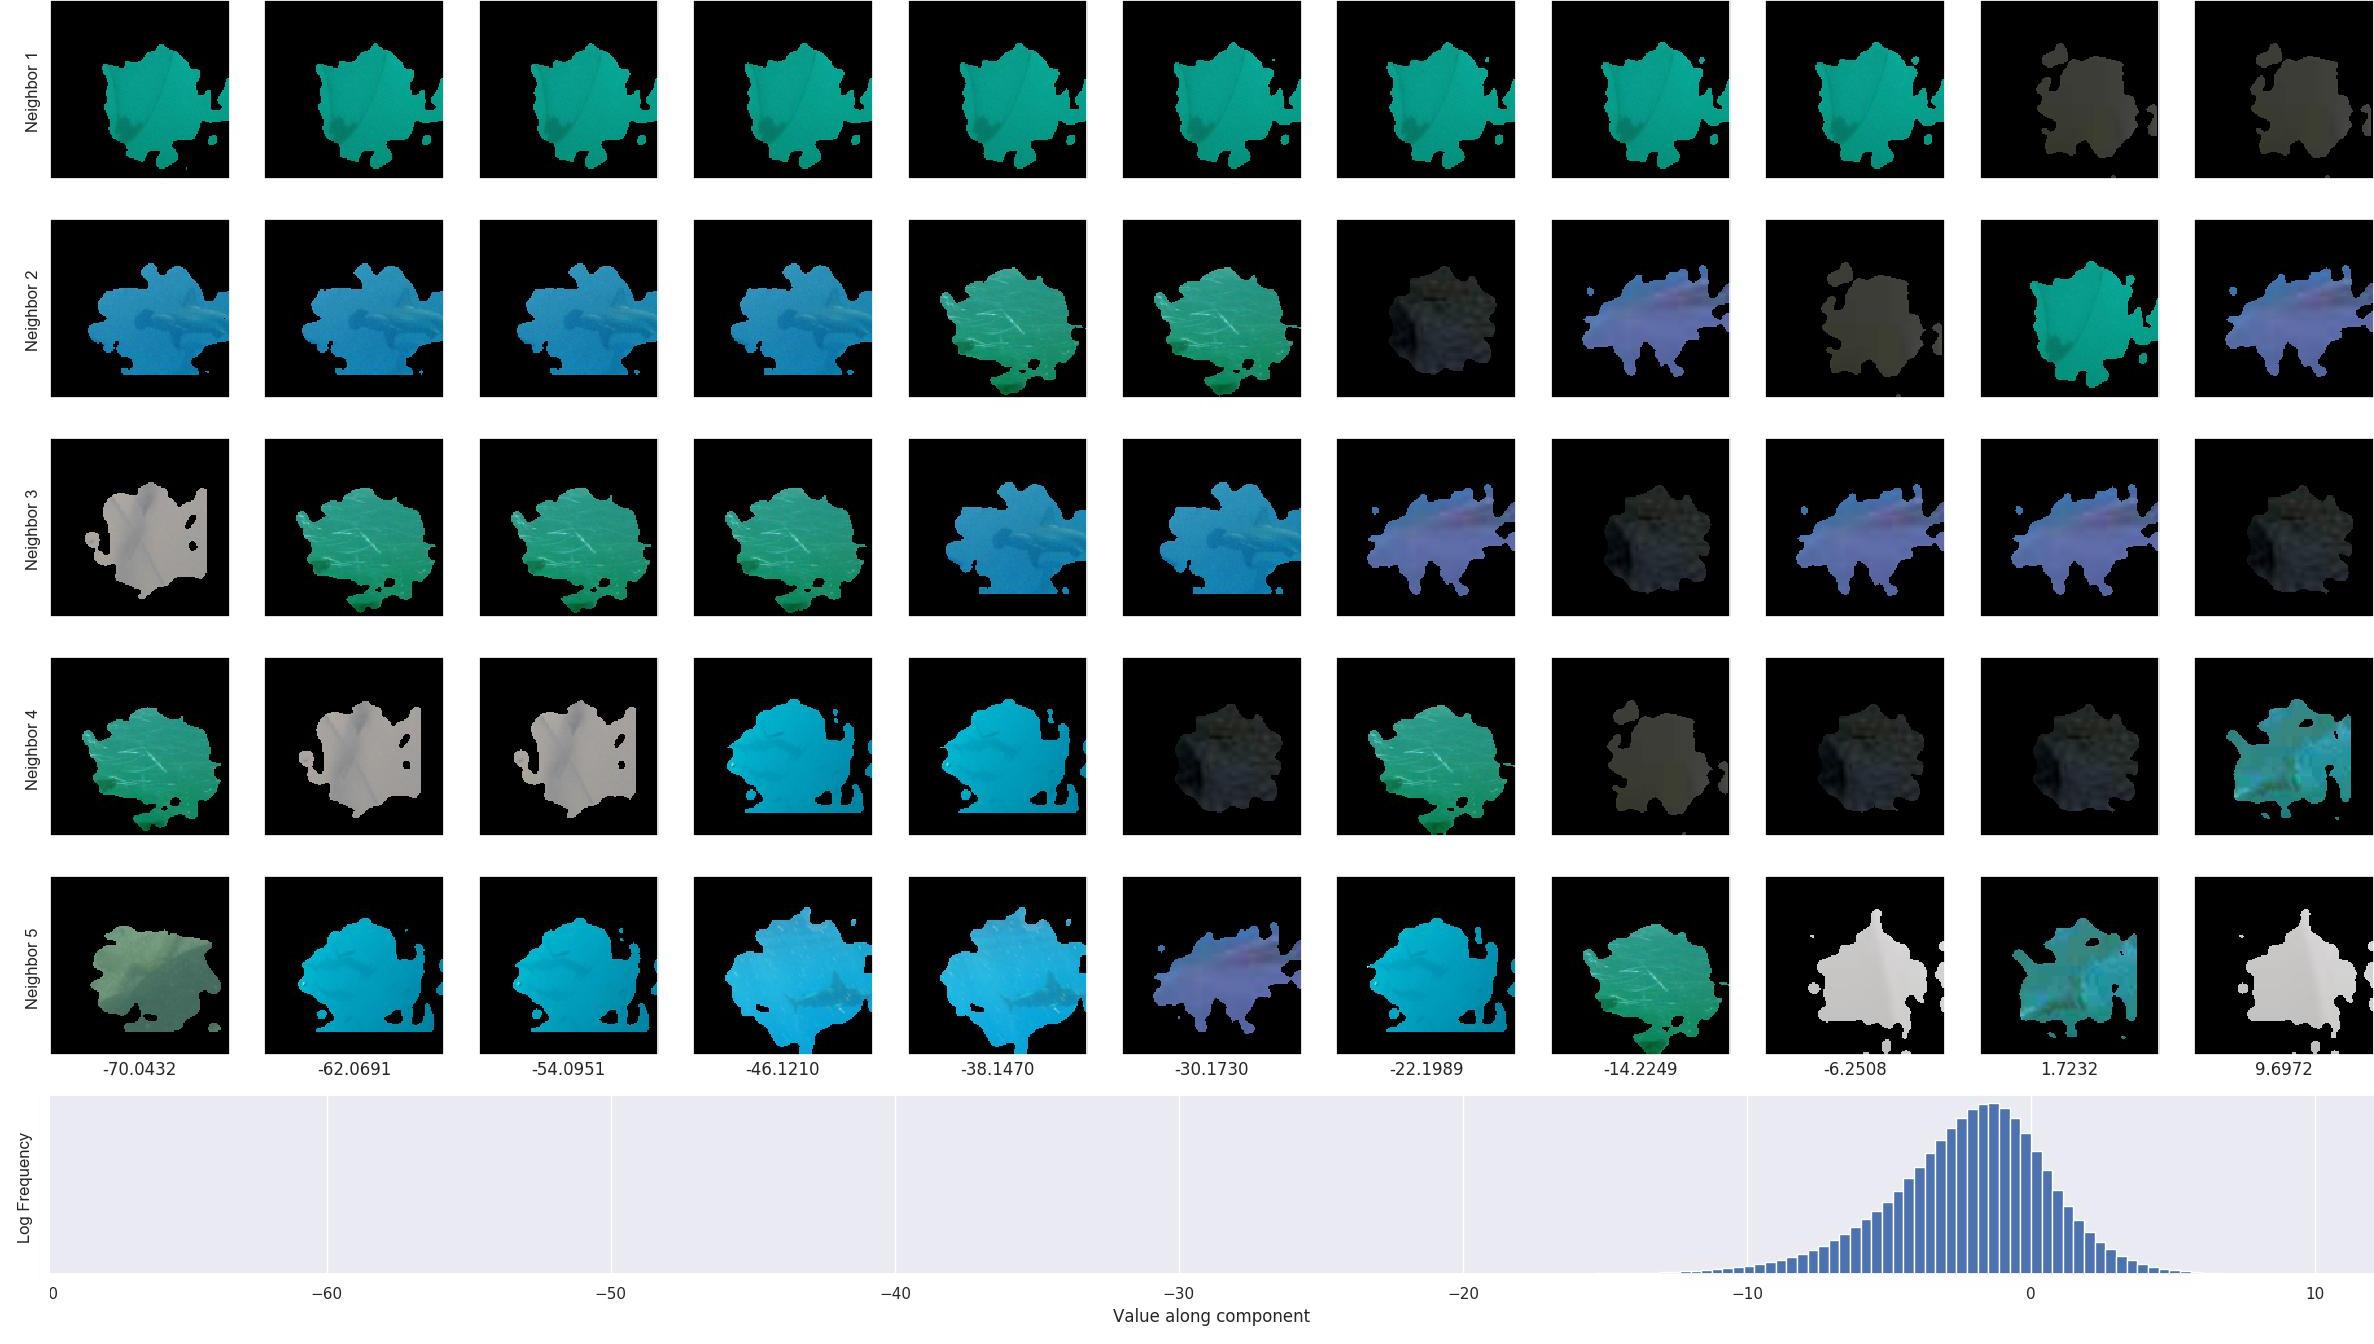 Neighbor 1
Neighbor 2
Neighbor 3
Neighbor 4
Neighbor 5
-70.0432 -62.0691 -54.0951 -46.1210 -38.1470 -30.1730 -22.1989 -14.2249 -6.2508 1.7232 9.6972
Log Frequency
0 −60 −50 −40 −30 −20 −10 0 10
Value along component